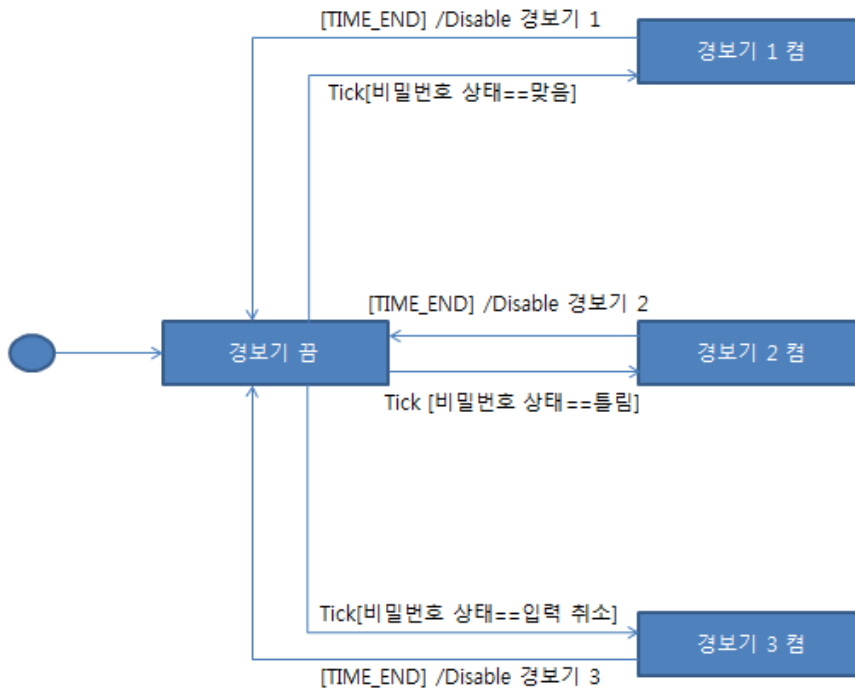 [TIME_END] /Disable 경보기 1
경보기 1 켬
Tick[비밀번호 상태==맞음]
[TIME_END] /Disable 경보기 2
경보기 끔
경보기 2 켬
Tick [비밀번호 상태==틀림]
Tick[비밀번호 상태==입력 취소]
경보기 3 켬
[TIME_END] /Disable 경보기 3